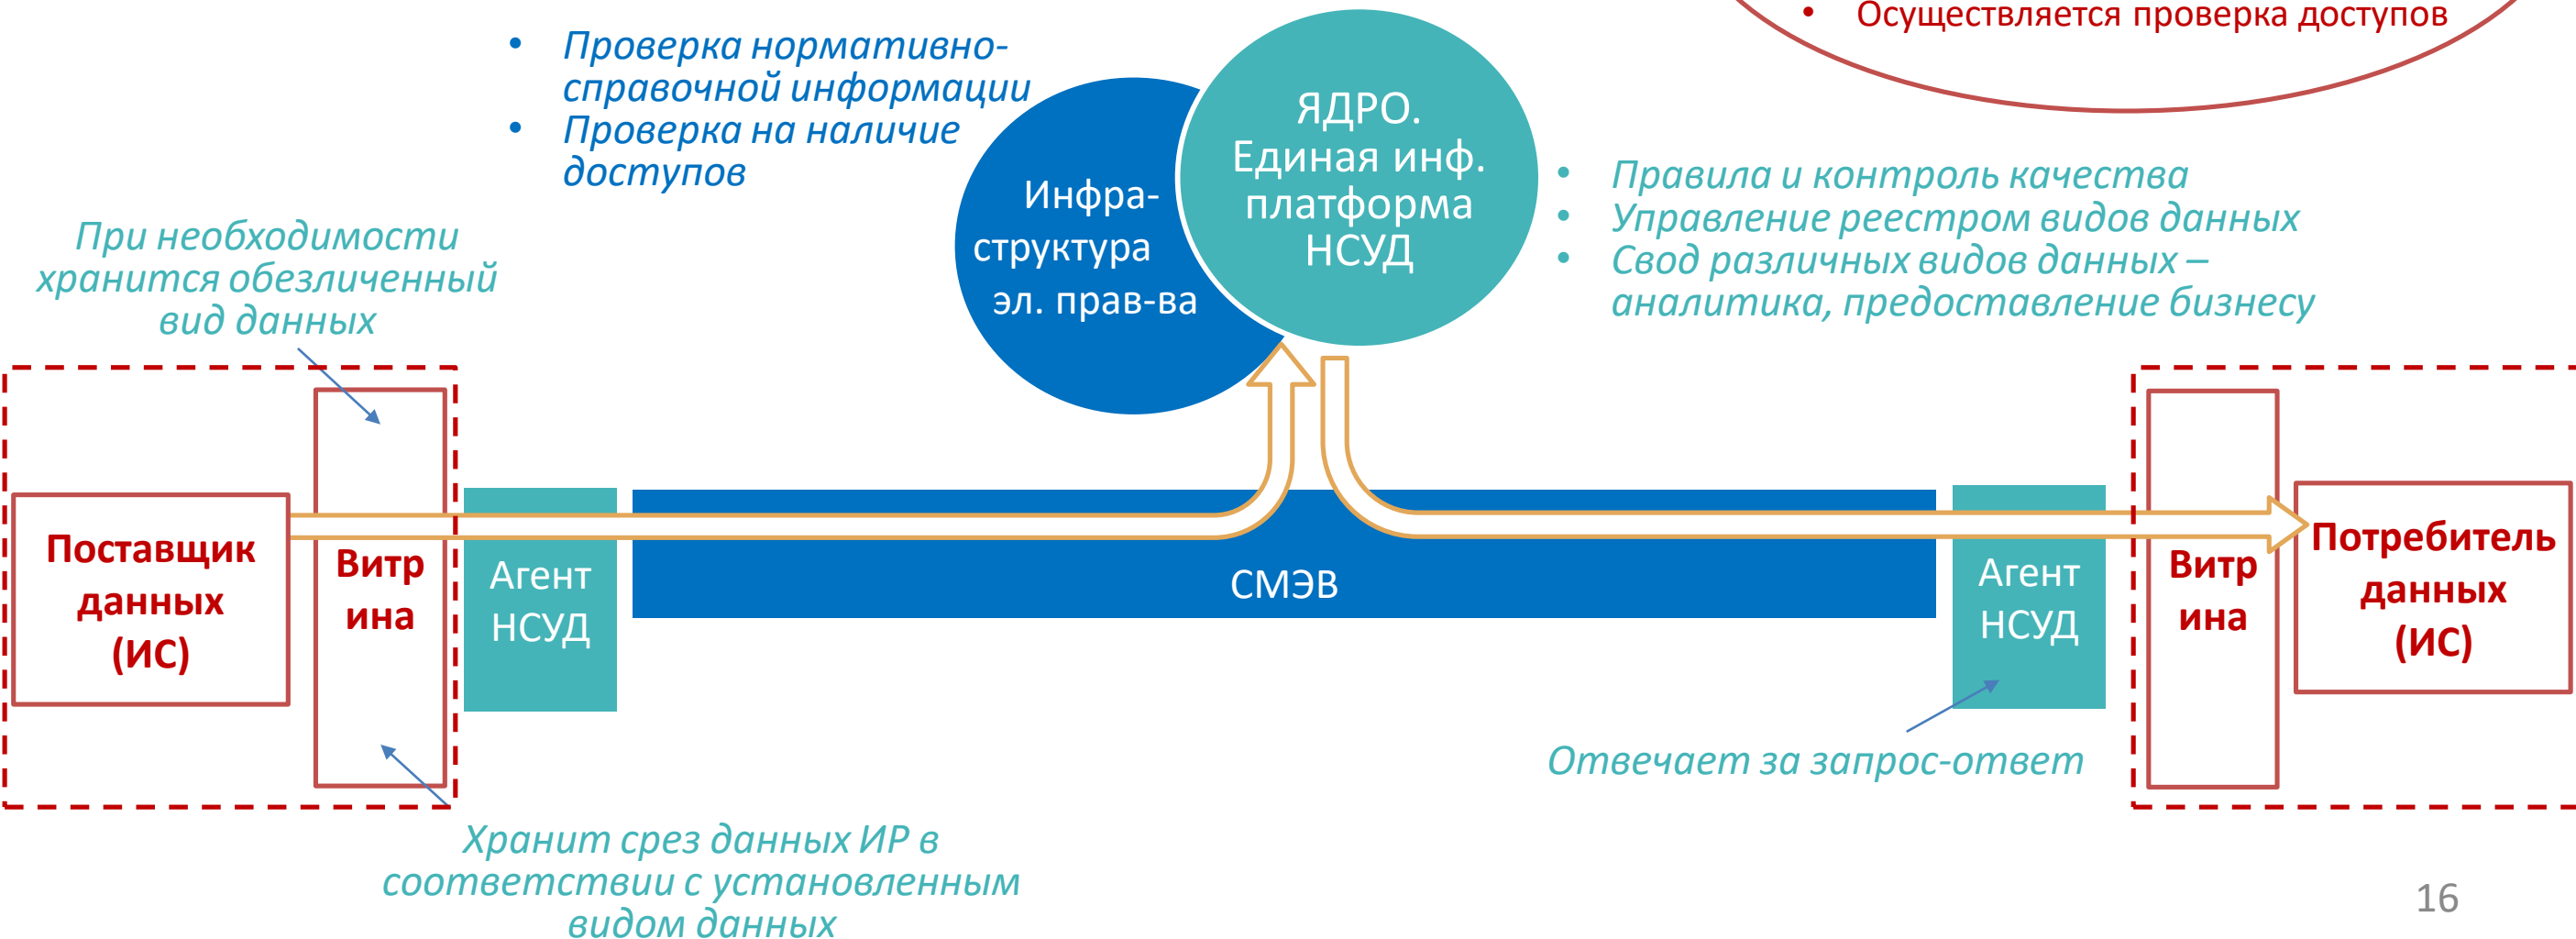 • Осуществляется проверка доступов
• Проверка нормативно-
справочной информации
• Проверка на наличие
доступов
ЯДРО.
Единая инф.
платформа
НСУД
Инфра-
структура
эл. прав-ва
• Правила и контроль качества
• Управление реестром видов данных
• Свод различных видов данных –
аналитика, предоставление бизнесу
При необходимости
хранится обезличенный
вид данных
Поставщик
данных
(ИС)
Витр
ина
Агент
НСУД
СМЭВ
Агент
НСУД
Витр
ина
Потребитель
данных
(ИС)
Отвечает за запрос-ответ
Хранит срез данных ИР в
соответствии с установленным
видом данных
16